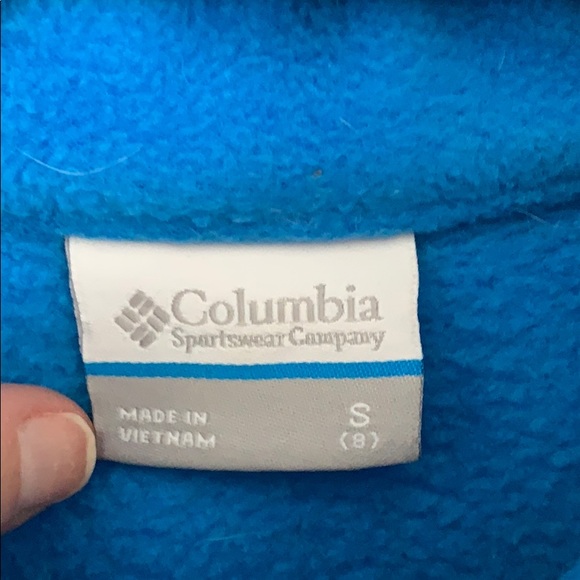 Columbia
Sportswear Company
MADE IN
VIETNAM
S
(8)